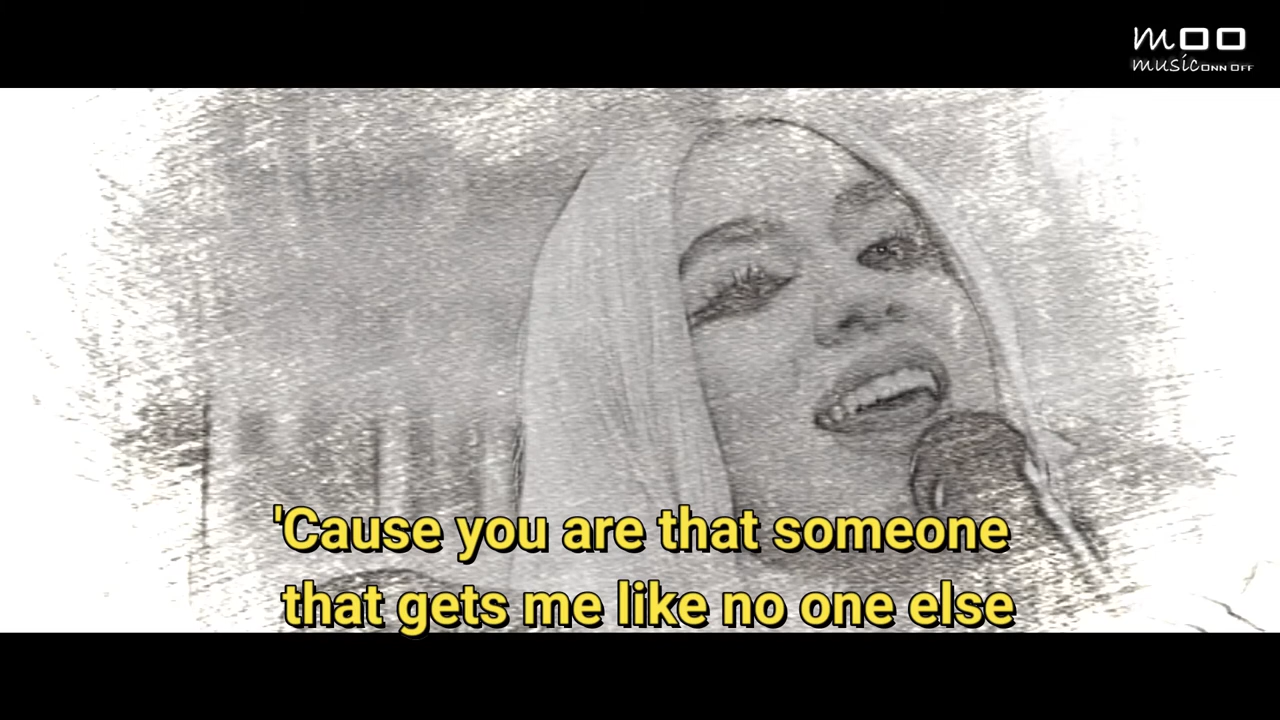 moo
musicONN OFF
'Cause you are that someone
that gets me like no one else